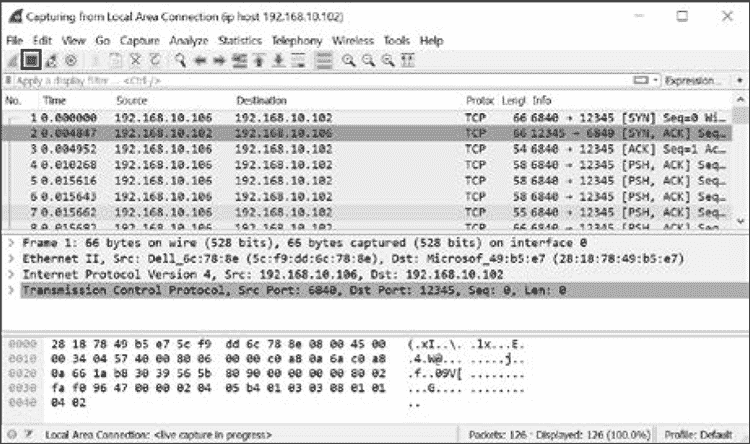 Capturing from Local Area Connection (ip host 192.168.10.102)
File Edit View Go Capture Analyze Statistics Telephony Wireless Tools Help
Apply a display filter ... <Ctrl-/> Expression... +
No. Time Source Destination Protoc Lengl Info
1 0.000000 192.168.10.106 192.168.10.102 TCP 66 6840 → 12345 [SYN] Seq=0 Wi…
2 0.004847 192.168.10.102 192.168.10.106 TCP 66 12345 → 6840 [SYN, ACK] Seq…
3 0.004952 192.168.10.106 192.168.10.102 TCP 54 6840 → 12345 [ACK] Seq=1 Ac…
4 0.010268 192.168.10.106 192.168.10.102 TCP 58 6840 → 12345 [PSH, ACK] Seq…
5 0.015616 192.168.10.106 192.168.10.102 TCP 58 6840 → 12345 [PSH, ACK] Seq…
6 0.015643 192.168.10.106 192.168.10.102 TCP 58 6840 → 12345 [PSH, ACK] Seq…
7 0.015662 192.168.10.106 192.168.10.102 TCP 55 6840 → 12345 [PSH, ACK] Seq…
8 0.015682 192.168.10.106 192.168.10.102 TCP 58 6840 → 12345 [PSH, ACK] Seq…
> Frame 1: 66 bytes on wire (528 bits), 66 bytes captured (528 bits) on interface 0
> Ethernet II, Src: Dell_6c:78:8e (5c:f9:dd:6c:78:8e), Dst: Microsof_49:b5:e7 (28:18:78:49:b5:e7)
> Internet Protocol Version 4, Src: 192.168.10.106, Dst: 192.168.10.102
> Transmission Control Protocol, Src Port: 6840, Dst Port: 12345, Seq: 0, Len: 0
0000 28 18 78 49 b5 e7 5c f9 dd 6c 78 8e 08 00 45 00 (.xI..\. .lx...E.
0010 00 34 04 57 40 00 80 06 00 00 c0 a8 0a 6a c0 a8 .4.W@... .....j..
0020 0a 66 1a b8 30 39 56 5b 80 90 00 00 00 00 80 02 .f..09V[ ........
0030 fa f0 96 47 00 00 02 04 05 b4 01 03 03 08 01 01 ...G.... ........
0040 04 02 ..
Local Area Connection: <live capture in progress> Packets: 126 · Displayed: 126 (100.0%) Profile: Default